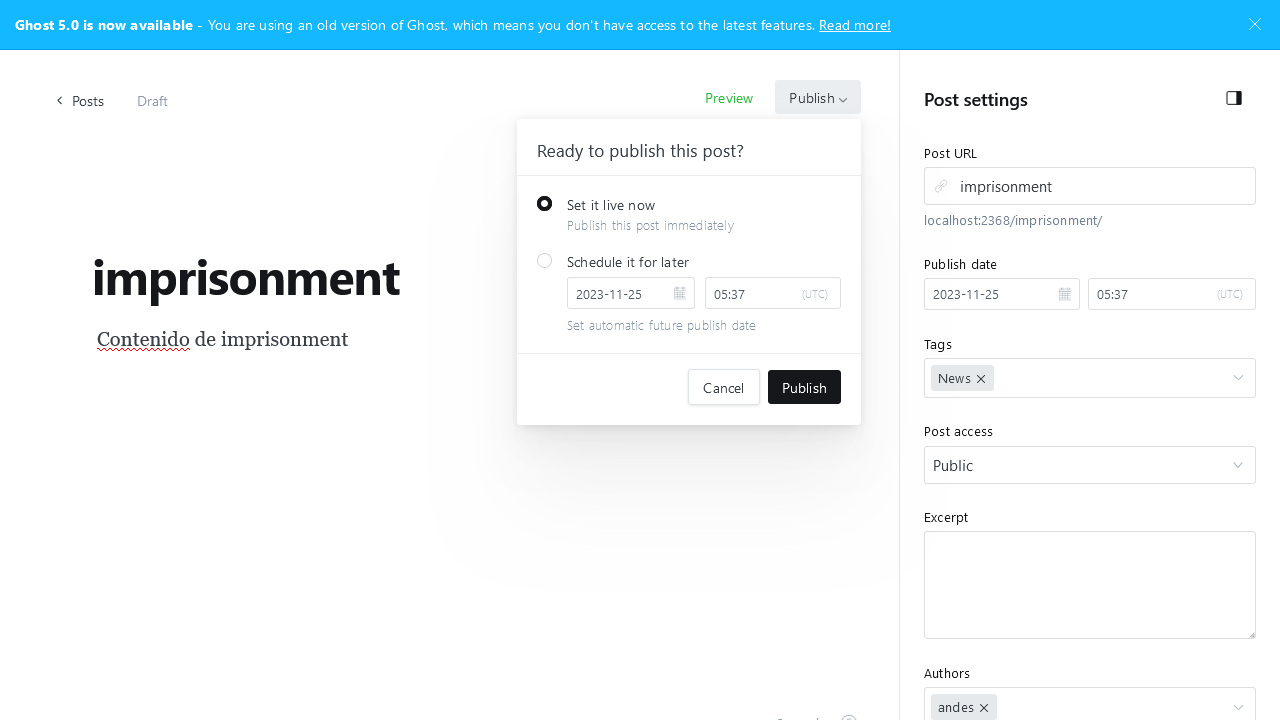 Ghost 5.0 is now available - You are using an old version of Ghost, which means you don't have access to the latest features. Read more!
Posts
Draft
Preview
Publish
Ready to publish this post?
Set it live now
Publish this post immediately
Schedule it for later
2023-11-25
05:37
(UTC)
Set automatic future publish date
Cancel
Publish
imprisonment
Contenido de imprisonment
Post settings
Post URL
imprisonment
localhost:2368/imprisonment/
Publish date
2023-11-25
05:37
(UTC)
Tags
News
Post access
Public
Excerpt
Authors
andes